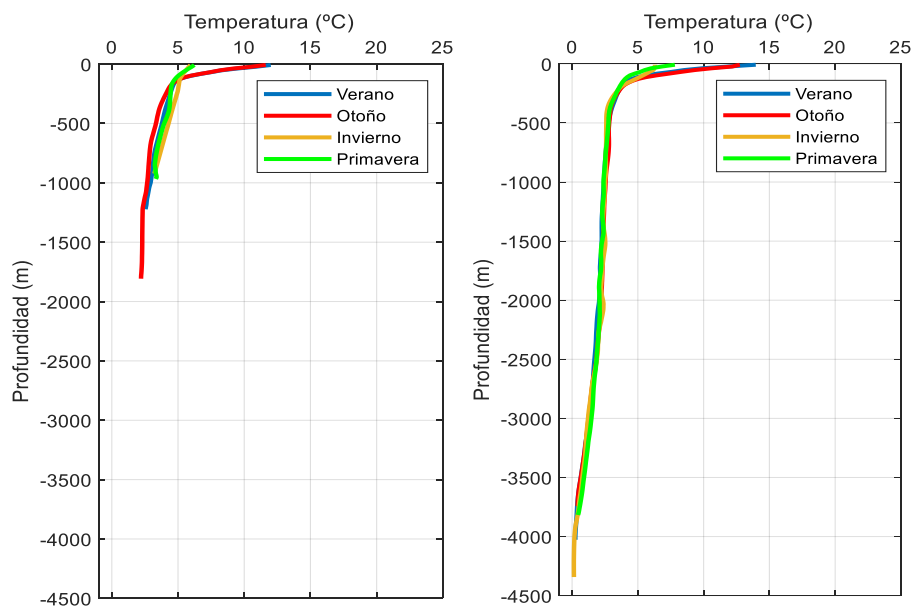 Temperatura (ºC)
0 5 10 15 20 25
0
-500
-1000
-1500
-2000
-2500
-3000
-3500
-4000
-4500
Profundidad (m)
Verano
Otoño
Invierno
Primavera
Temperatura (ºC)
0 5 10 15 20 25
0
-500
-1000
-1500
-2000
-2500
-3000
-3500
-4000
-4500
Profundidad (m)
Verano
Otoño
Invierno
Primavera